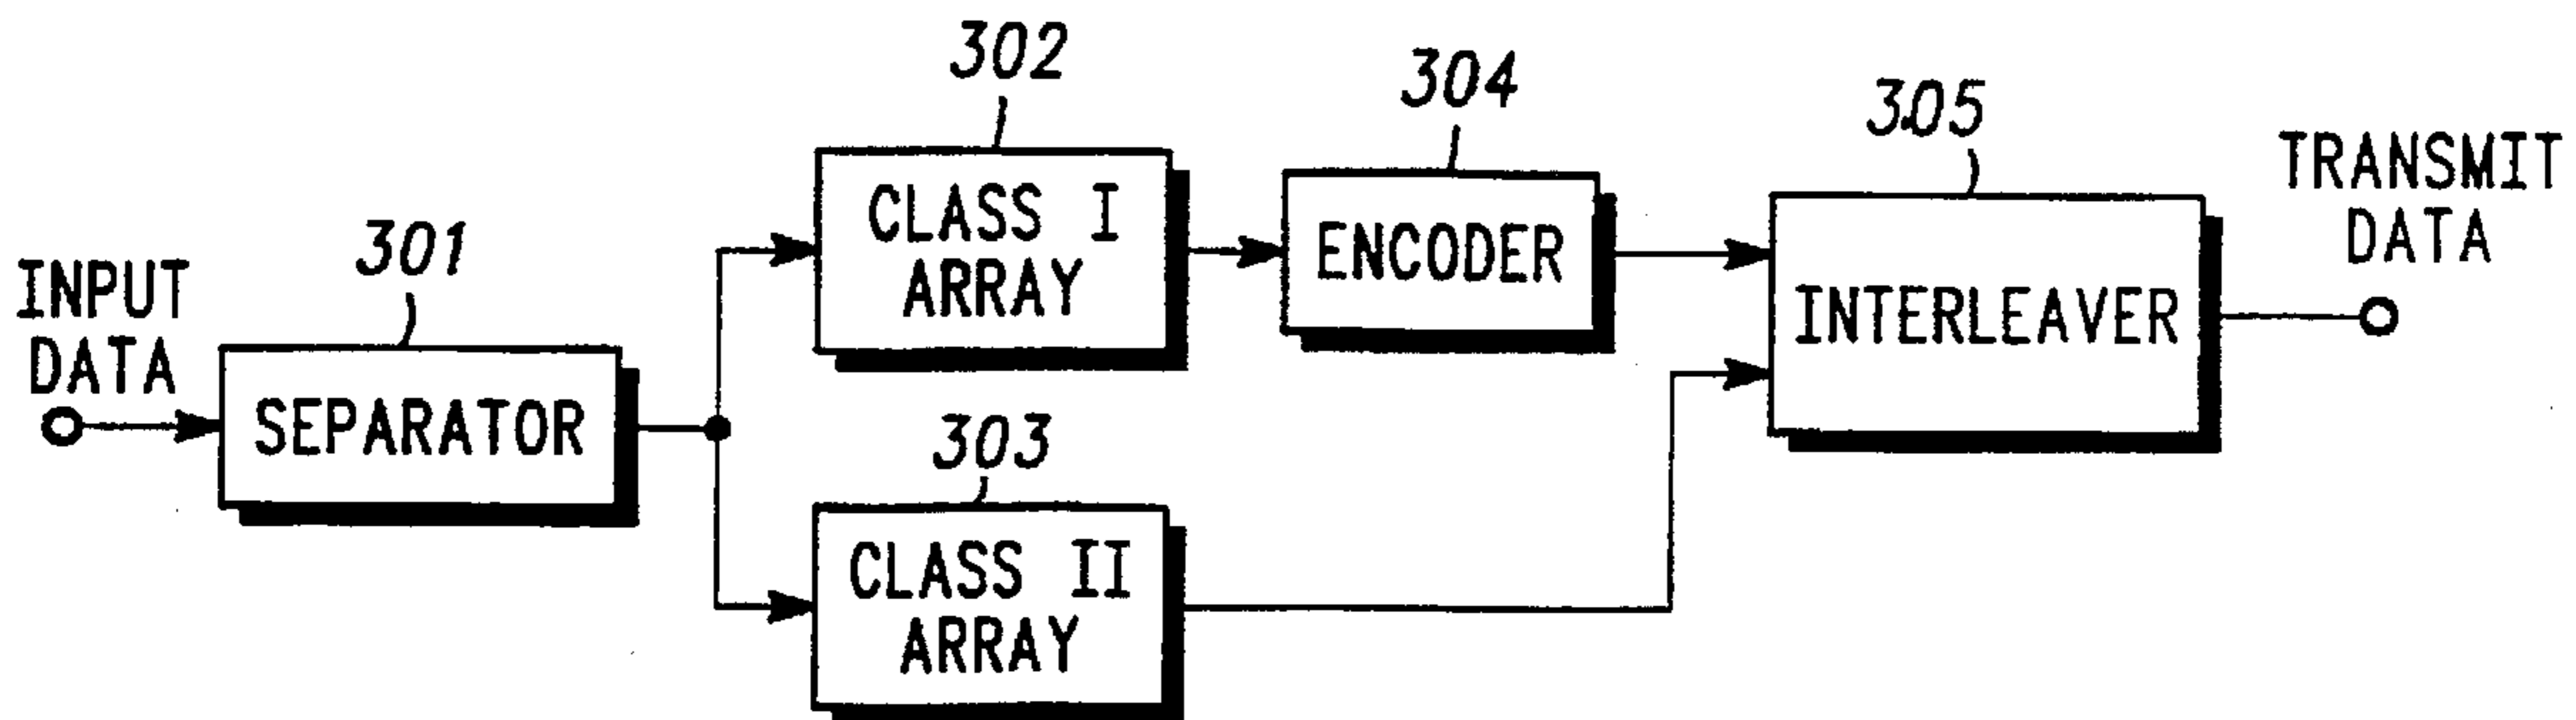 INPUT
DATA
301
SEPARATOR
302
CLASS I
ARRAY
303
CLASS II
ARRAY
304
ENCODER
305
INTERLEAVER
TRANSMIT
DATA